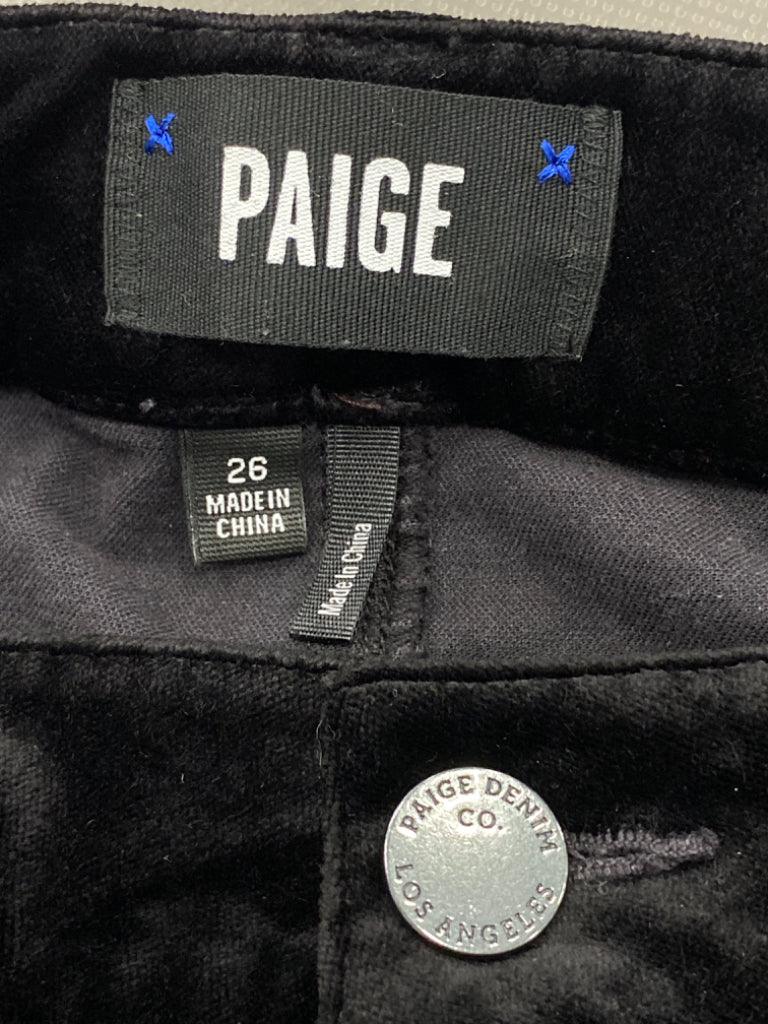 PAIGE
26
MADE IN
CHINA
Made In China
PAIGE DENIM
CO.
LOS ANGELES